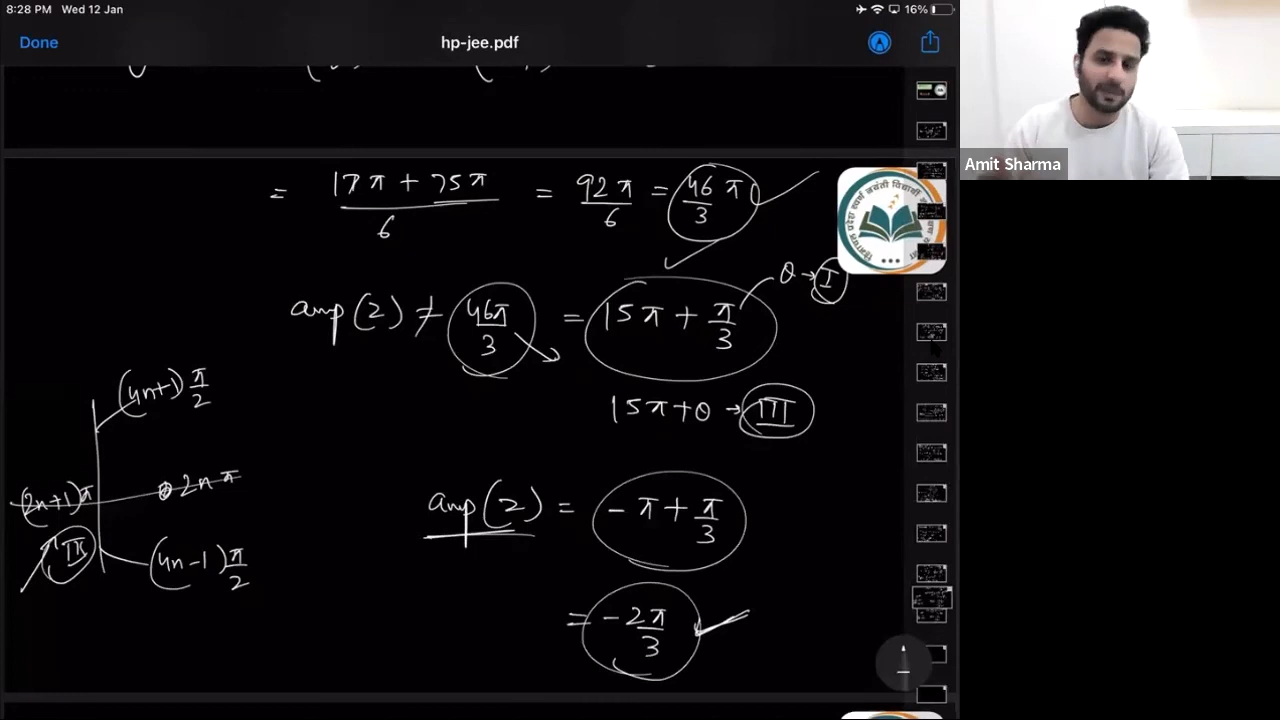 8:28 PM Wed 12 Jan
16%
Done
hp-jee.pdf
Amit Sharma
= 17π + 75π / 6 = 92π / 6 = 46 / 3 π
amp(z) ≠ 46π / 3 = 15π + π / 3
θ → I
15π + θ → III
(4n+1) π / 2
(2n+1)π
2nπ
III
(4n-1) π / 2
amp(z) = -π + π / 3
= -2π / 3